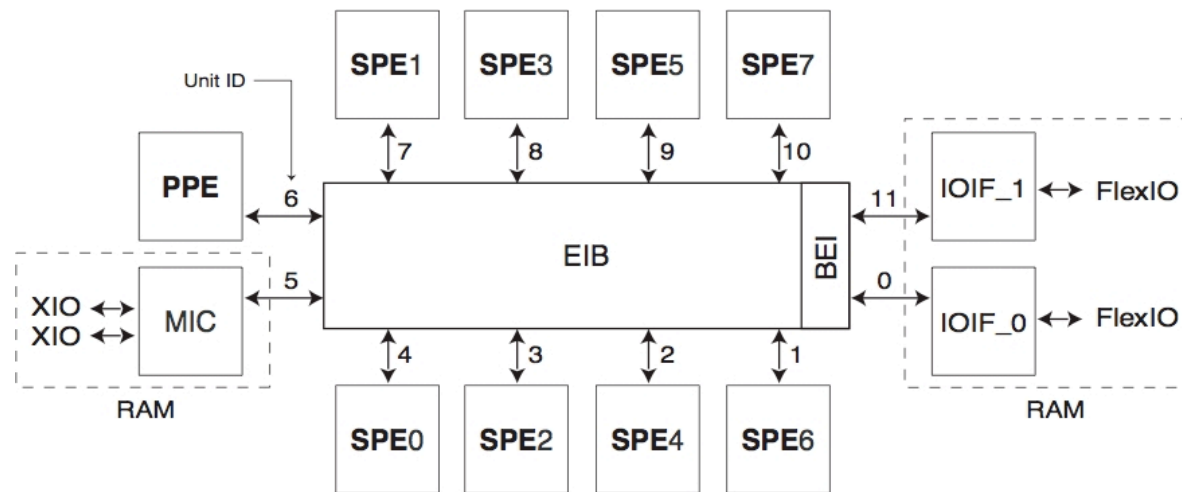 SPE1 SPE3 SPE5 SPE7
Unit ID
7 8 9 10
PPE 6 11 IOIF_1 FlexIO
EIB BEI
XIO MIC 5 0 IOIF_0 FlexIO
XIO
4 3 2 1
RAM RAM
SPE0 SPE2 SPE4 SPE6